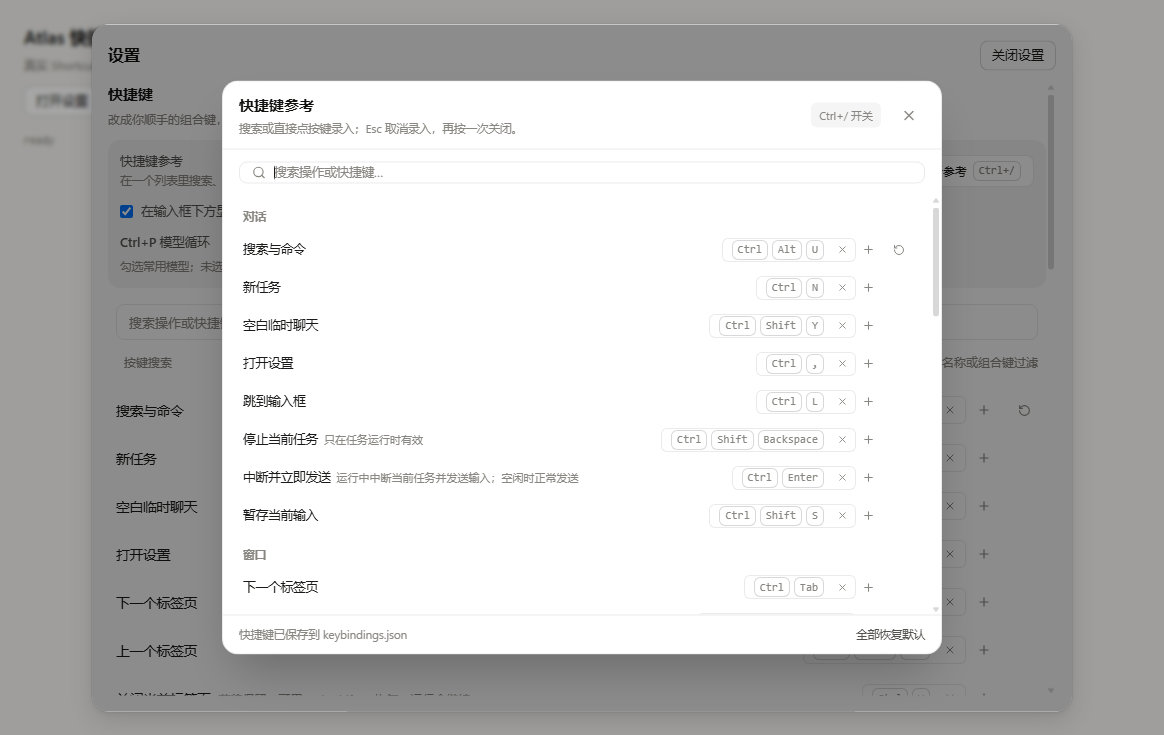 Atlas 快
打开设置
ready
设置
关闭设置
快捷键
改成你顺手的组合键，
快捷键参考
在一个列表里搜索、
参考 Ctrl+/
在输入框下方显
Ctrl+P 模型循环
勾选常用模型；未选
搜索操作或快捷
按键搜索
名称或组合键过滤
搜索与命令
新任务
空白临时聊天
打开设置
下一个标签页
上一个标签页
快捷键参考
搜索或直接点按键录入；Esc 取消录入，再按一次关闭。
Ctrl+/ 开关
搜索操作或快捷键...
对话
搜索与命令 Ctrl Alt U
新任务 Ctrl N
空白临时聊天 Ctrl Shift Y
打开设置 Ctrl ,
跳到输入框 Ctrl L
停止当前任务 只在任务运行时有效 Ctrl Shift Backspace
中断并立即发送 运行中中断当前任务并发送输入；空闲时正常发送 Ctrl Enter
暂存当前输入 Ctrl Shift S
窗口
下一个标签页 Ctrl Tab
快捷键已保存到 keybindings.json
全部恢复默认